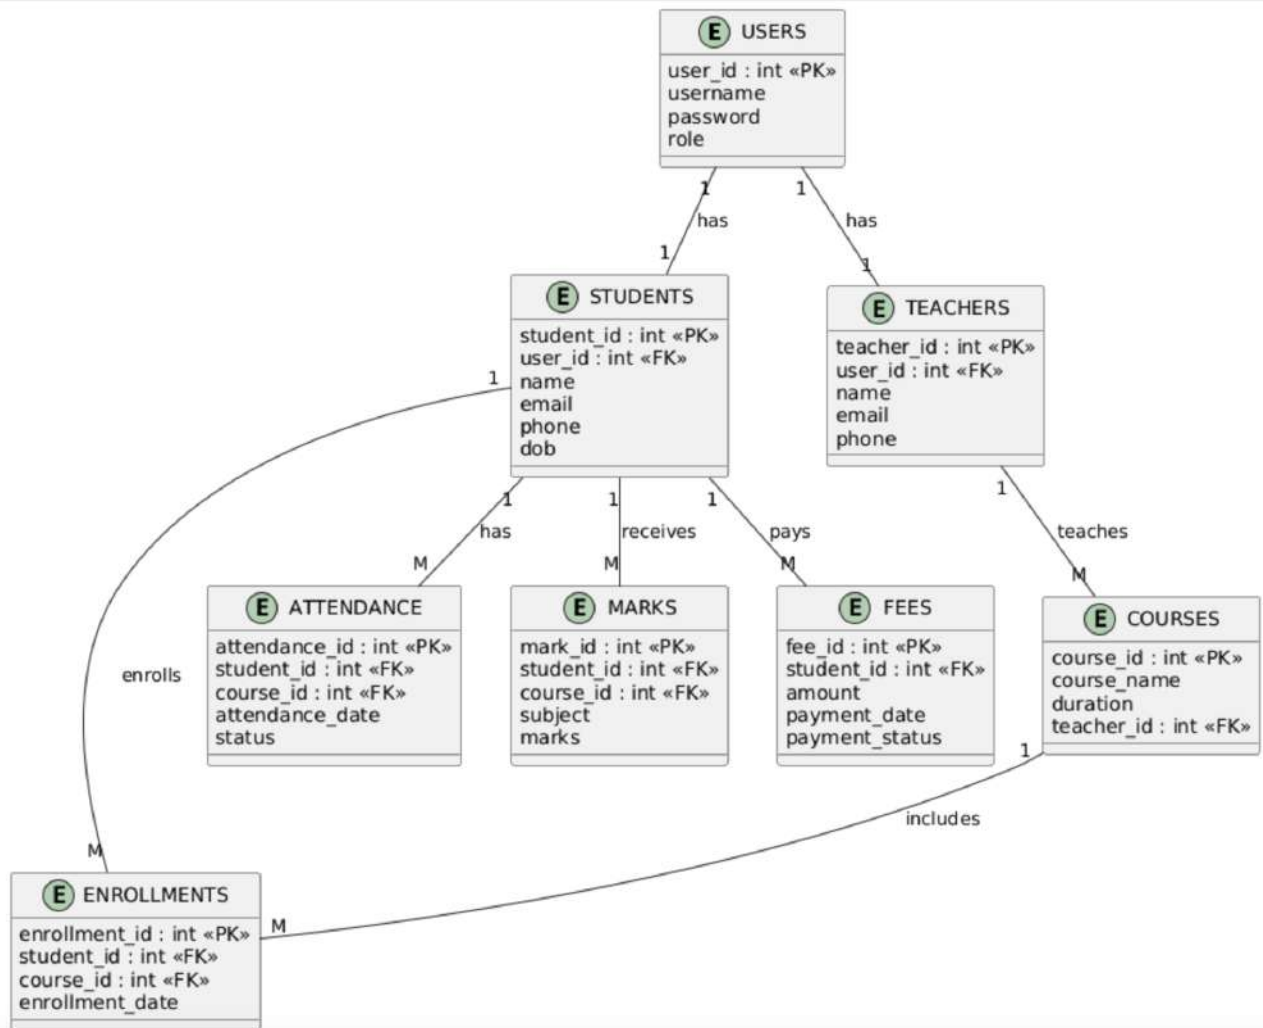 E USERS
user_id : int «PK»
username
password
role
1
1
has
has
1
1
E STUDENTS
student_id : int «PK»
user_id : int «FK»
name
email
phone
dob
E TEACHERS
teacher_id : int «PK»
user_id : int «FK»
name
email
phone
1
1
1
1
1
has
receives
pays
teaches
M
M
M
M
E ATTENDANCE
attendance_id : int «PK»
student_id : int «FK»
course_id : int «FK»
attendance_date
status
E MARKS
mark_id : int «PK»
student_id : int «FK»
course_id : int «FK»
subject
marks
E FEES
fee_id : int «PK»
student_id : int «FK»
amount
payment_date
payment_status
E COURSES
course_id : int «PK»
course_name
duration
teacher_id : int «FK»
enrolls
1
includes
M
M
E ENROLLMENTS
enrollment_id : int «PK»
student_id : int «FK»
course_id : int «FK»
enrollment_date